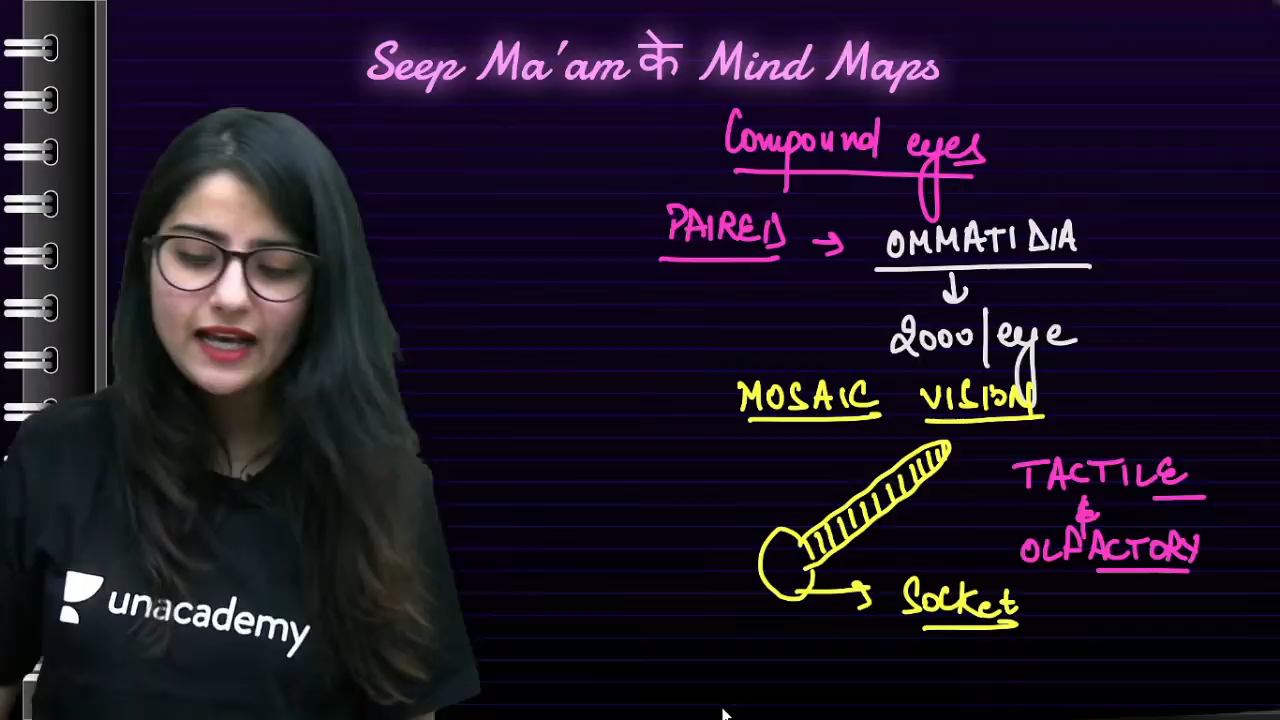 Seep Ma'am के Mind Maps
Compound eyes
PAIRED → OMMATIDIA
↓
2000/eye
MOSAIC VISION
TACTILE
&
OLFACTORY
Socket
unacademy